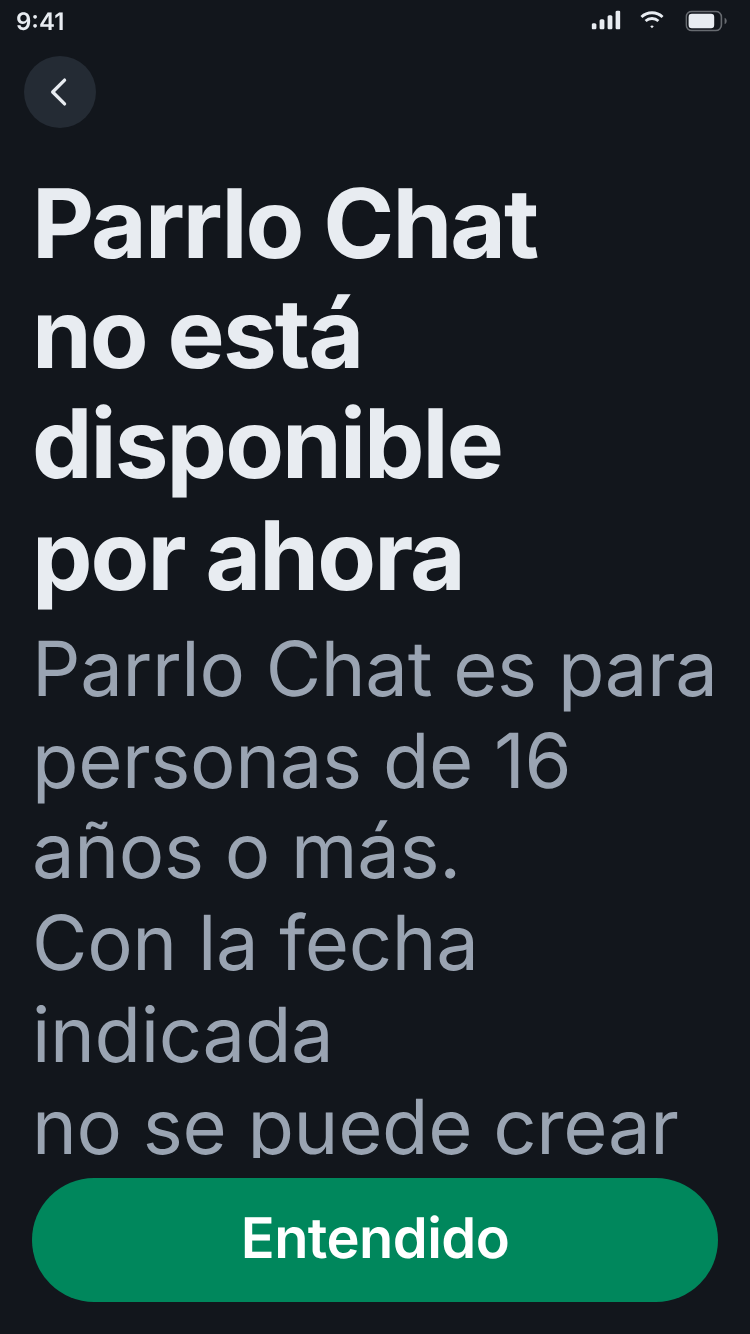 9:41
Parrlo Chat
no está
disponible
por ahora
Parrlo Chat es para
personas de 16
años o más.
Con la fecha
indicada
no se puede crear
Entendido